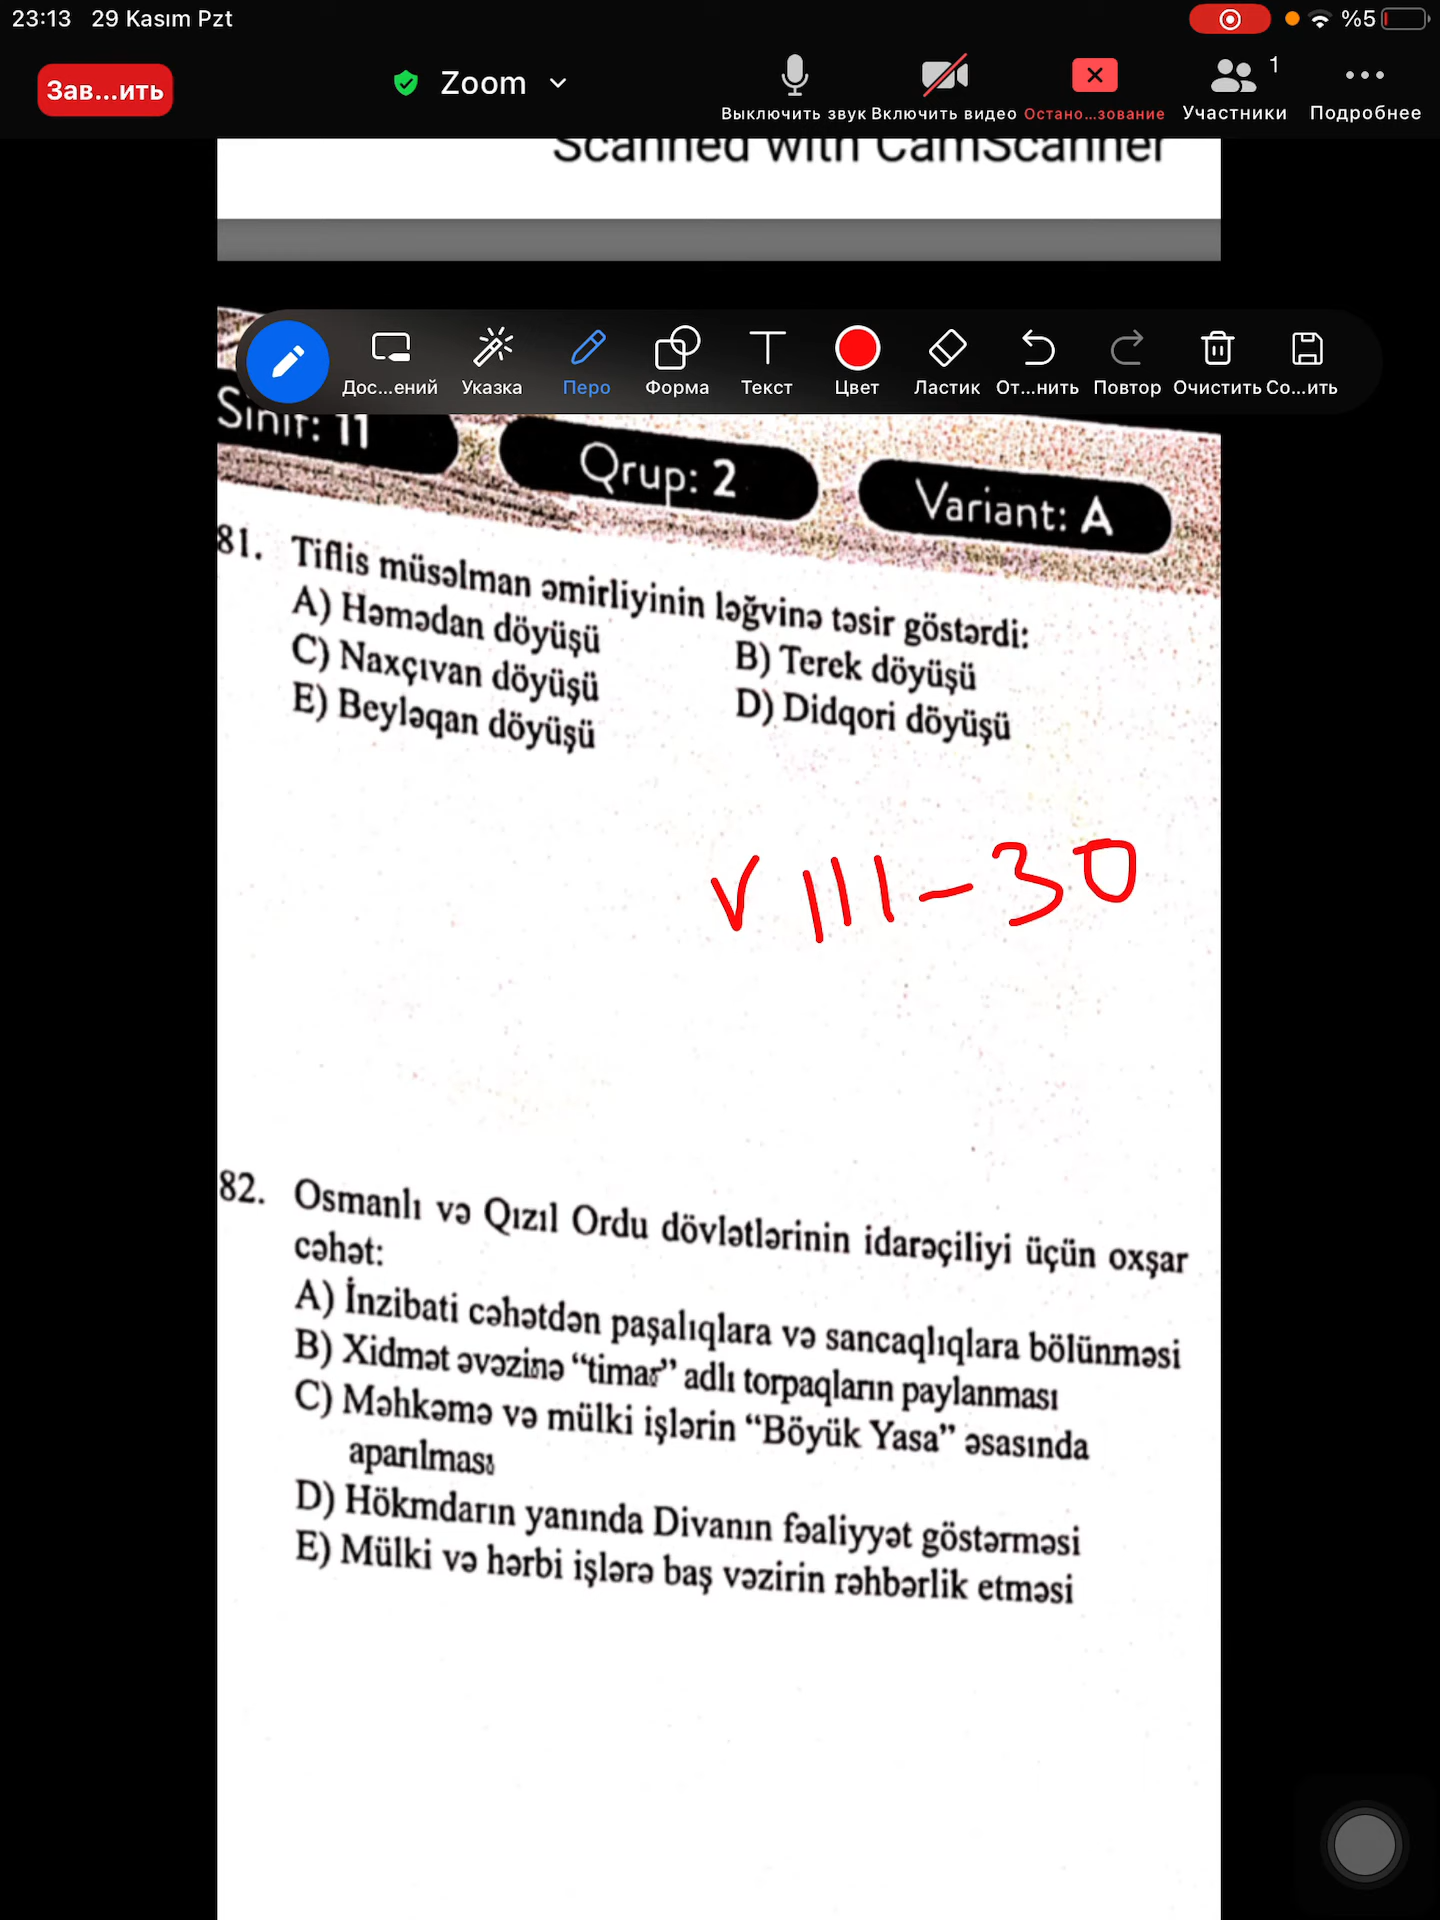 23:13 29 Kasım Pzt %5
Зав...ить
Zoom
Выключить звук
Включить видео
Остано...зование
1
Участники
Подробнее
Scanned with CamScanner
Дос...ений
Указка
Перо
Форма
Текст
Цвет
Ластик
От...нить
Повтор
Очистить
Со...ить
Sinif: 11
Qrup: 2
Variant: A
81. Tiflis müsəlman əmirliyinin ləğvinə təsir göstərdi:
A) Həmədan döyüşü
B) Terek döyüşü
C) Naxçıvan döyüşü
D) Didqori döyüşü
E) Beyləqan döyüşü
VIII-30
82. Osmanlı və Qızıl Ordu dövlətlərinin idarəçiliyi üçün oxşar
cəhət:
A) İnzibati cəhətdən paşalıqlara və sancaqlıqlara bölünməsi
B) Xidmət əvəzinə “timar” adlı torpaqların paylanması
C) Məhkəmə və mülki işlərin “Böyük Yasa” əsasında
aparılması
D) Hökmdarın yanında Divanın fəaliyyət göstərməsi
E) Mülki və hərbi işlərə baş vəzirin rəhbərlik etməsi